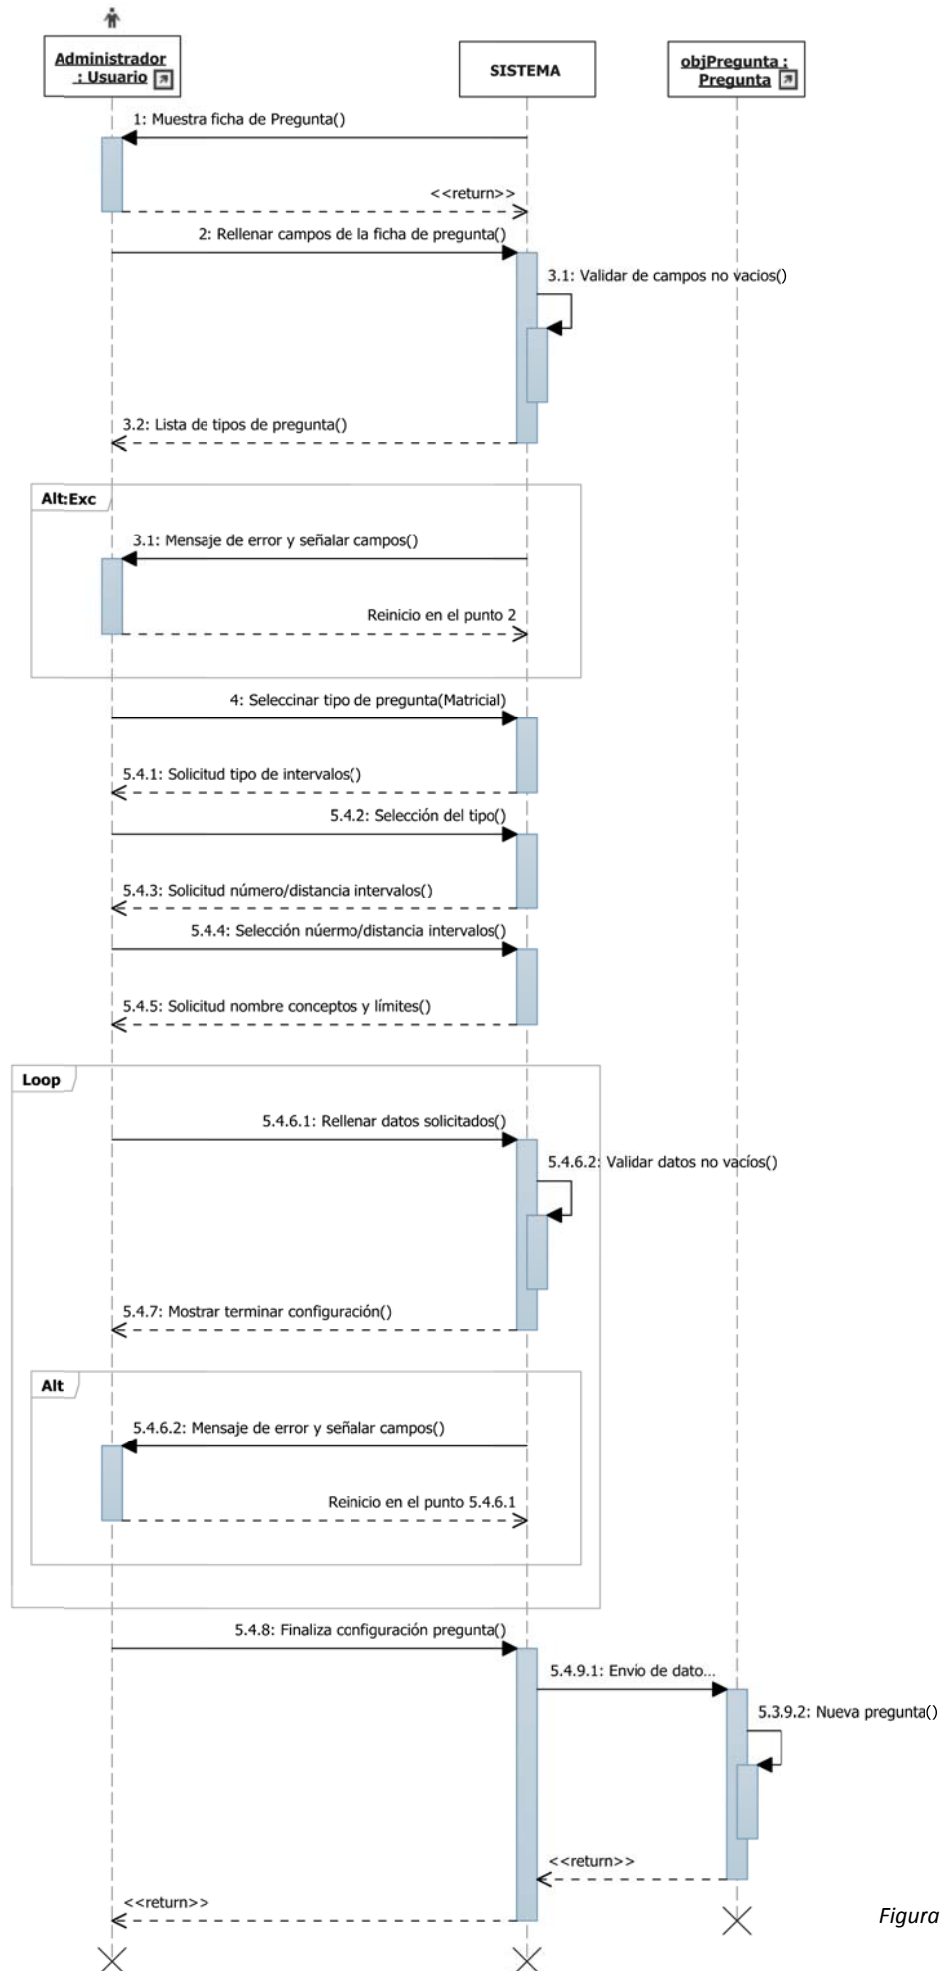 Administrador
: Usuario
SISTEMA
objPregunta :
Pregunta
1: Muestra ficha de Pregunta()
<<return>>
2: Rellenar campos de la ficha de pregunta()
3.1: Validar de campos no vacios()
3.2: Lista de tipos de pregunta()
Alt:Exc
3.1: Mensaje de error y señalar campos()
Reinicio en el punto 2
4: Seleccinar tipo de pregunta(Matricial)
5.4.1: Solicitud tipo de intervalos()
5.4.2: Selección del tipo()
5.4.3: Solicitud número/distancia intervalos()
5.4.4: Selección núermo/distancia intervalos()
5.4.5: Solicitud nombre conceptos y límites()
Loop
5.4.6.1: Rellenar datos solicitados()
5.4.6.2: Validar datos no vacíos()
5.4.7: Mostrar terminar configuración()
Alt
5.4.6.2: Mensaje de error y señalar campos()
Reinicio en el punto 5.4.6.1
5.4.8: Finaliza configuración pregunta()
5.4.9.1: Envio de dato...
5.3.9.2: Nueva pregunta()
<<return>>
<<return>>
Figura